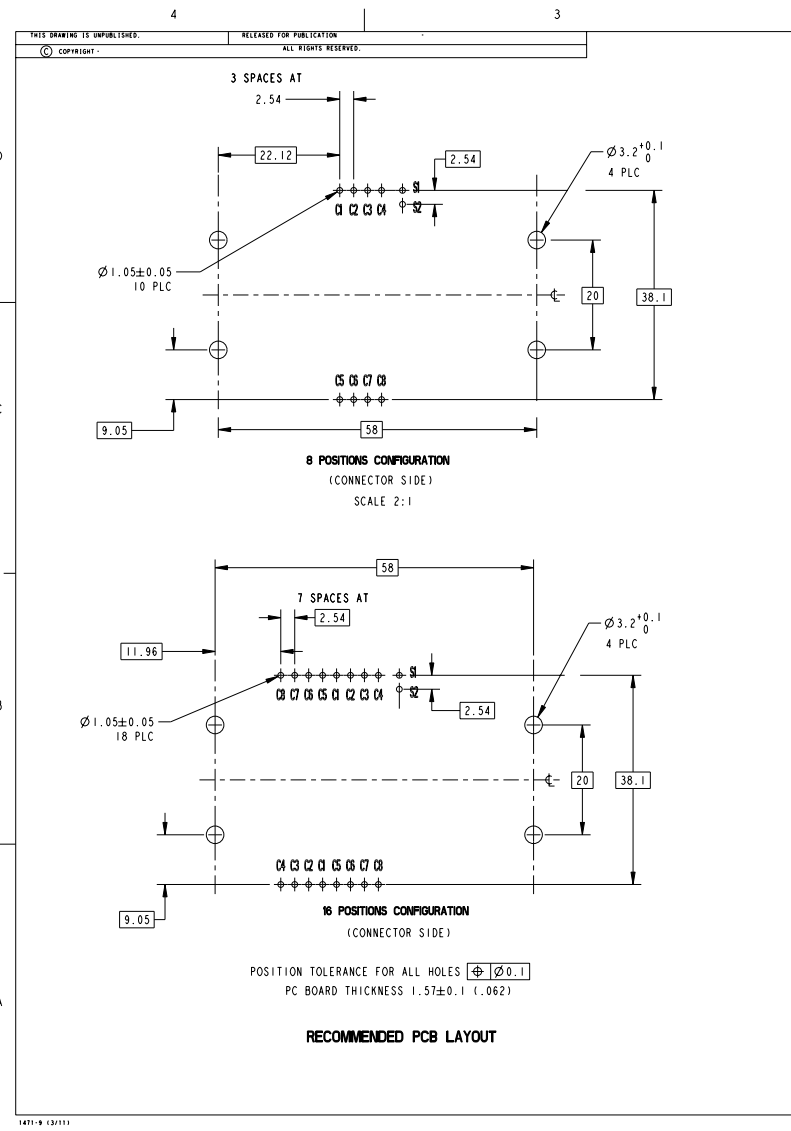 4 3
THIS DRAWING IS UNPUBLISHED. RELEASED FOR PUBLICATION
© COPYRIGHT - ALL RIGHTS RESERVED.
3 SPACES AT
2.54
22.12
2.54
Ø3.2 +0.1 0
4 PLC
S1
S2
C1 C2 C3 C4
Ø1.05±0.05
10 PLC
20
38.1
C5 C6 C7 C8
9.05
58
8 POSITIONS CONFIGURATION
(CONNECTOR SIDE)
SCALE 2:1
58
7 SPACES AT
2.54
11.96
Ø3.2 +0.1 0
4 PLC
S1
S2
C8 C7 C6 C5 C1 C2 C3 C4
2.54
Ø1.05±0.05
18 PLC
20
38.1
C4 C3 C2 C1 C5 C6 C7 C8
9.05
16 POSITIONS CONFIGURATION
(CONNECTOR SIDE)
POSITION TOLERANCE FOR ALL HOLES ⌖ Ø0.1
PC BOARD THICKNESS 1.57±0.1 (.062)
RECOMMENDED PCB LAYOUT
1471-9 (3/11)